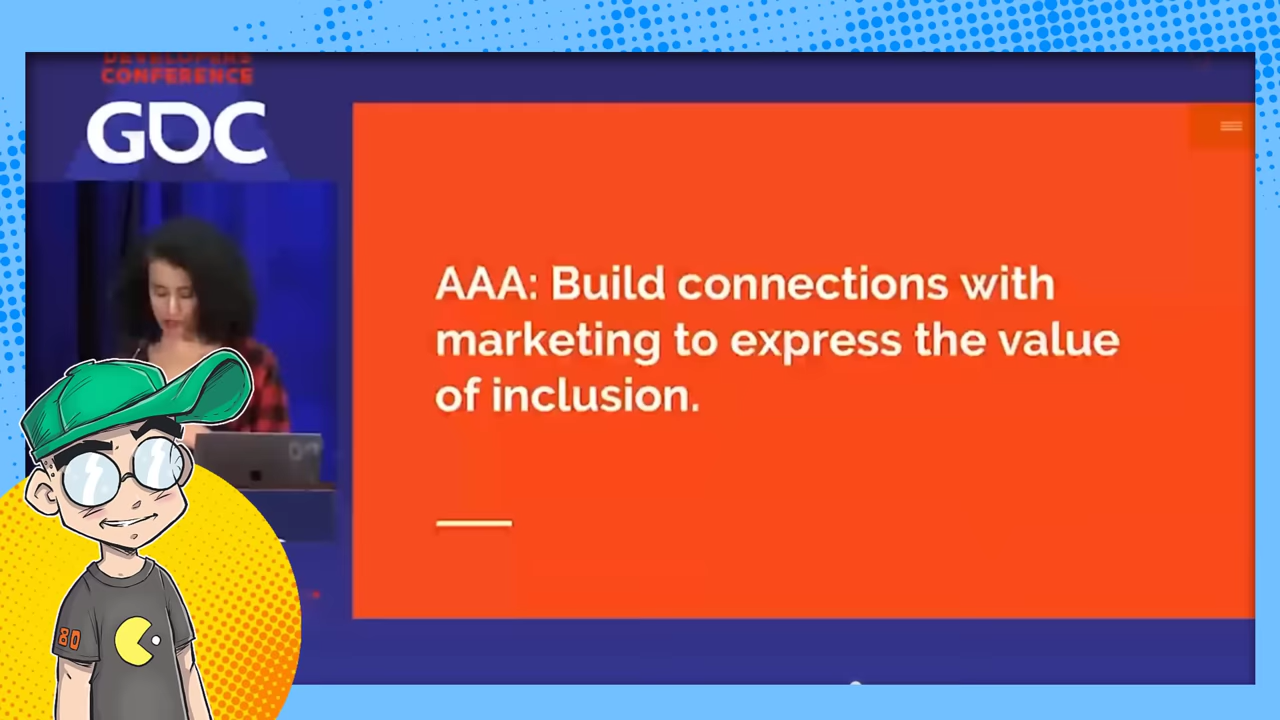 DEVELOPERS
CONFERENCE
GDC
AAA: Build connections with
marketing to express the value
of inclusion.
80